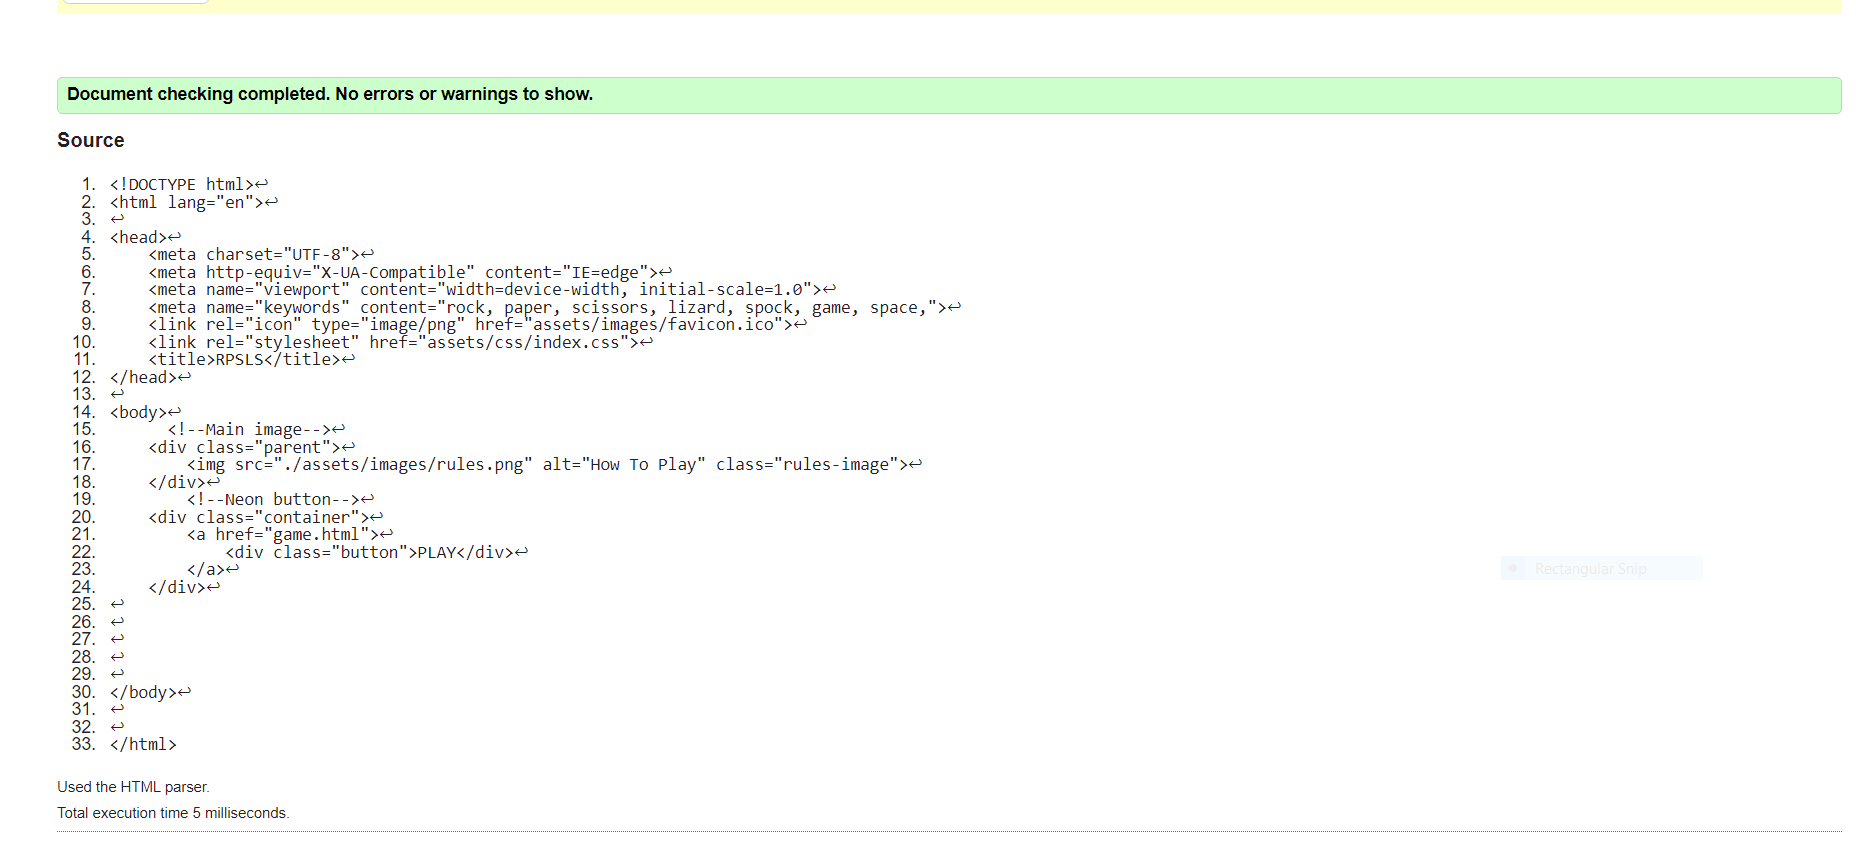 Document checking completed. No errors or warnings to show.
Source
1. <!DOCTYPE html>↩
2. <html lang="en">↩
3. ↩
4. <head>↩
5.     <meta charset="UTF-8">↩
6.     <meta http-equiv="X-UA-Compatible" content="IE=edge">↩
7.     <meta name="viewport" content="width=device-width, initial-scale=1.0">↩
8.     <meta name="keywords" content="rock, paper, scissors, lizard, spock, game, space,">↩
9.     <link rel="icon" type="image/png" href="assets/images/favicon.ico">↩
10.     <link rel="stylesheet" href="assets/css/index.css">↩
11.     <title>RPSLS</title>↩
12. </head>↩
13. ↩
14. <body>↩
15.       <!--Main image-->↩
16.     <div class="parent">↩
17.         <img src="./assets/images/rules.png" alt="How To Play" class="rules-image">↩
18.     </div>↩
19.         <!--Neon button-->↩
20.     <div class="container">↩
21.         <a href="game.html">↩
22.             <div class="button">PLAY</div>↩
23.         </a>↩
24.     </div>↩
25. ↩
26. ↩
27. ↩
28. ↩
29. ↩
30. </body>↩
31. ↩
32. ↩
33. </html>
Rectangular Snip
Used the HTML parser.
Total execution time 5 milliseconds.